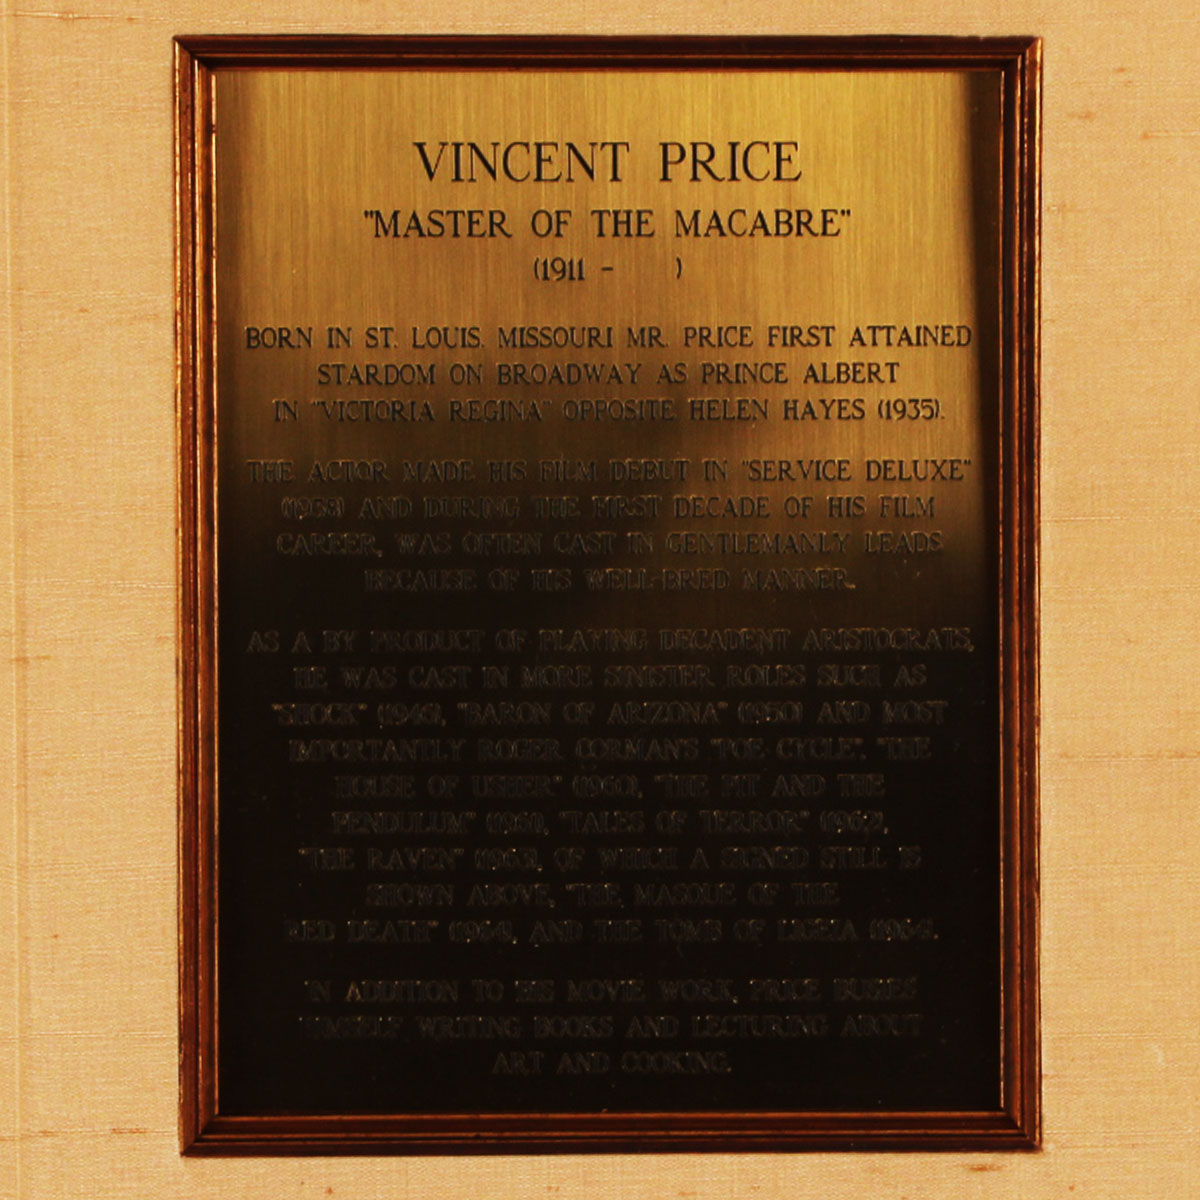 VINCENT PRICE
"MASTER OF THE MACABRE"
(1911 - )
BORN IN ST. LOUIS. MISSOURI MR. PRICE FIRST ATTAINED
STARDOM ON BROADWAY AS PRINCE ALBERT
IN "VICTORIA REGINA" OPPOSITE HELEN HAYES (1935).
THE ACTOR MADE HIS FILM DEBUT IN "SERVICE DELUXE"
(1938) AND DURING THE FIRST DECADE OF HIS FILM
CAREER, WAS OFTEN CAST IN GENTLEMANLY LEADS
BECAUSE OF HIS WELL-BRED MANNER.
AS A BY PRODUCT OF PLAYING DECADENT ARISTOCRATS,
HE WAS CAST IN MORE SINISTER ROLES SUCH AS
"SHOCK" (1946), "BARON OF ARIZONA" (1950) AND MOST
IMPORTANTLY ROGER CORMAN'S "POE CYCLE", "THE
HOUSE OF USHER" (1960), "THE PIT AND THE
PENDULUM" (1961), "TALES OF TERROR" (1962),
"THE RAVEN" (1963), OF WHICH A SIGNED STILL IS
SHOWN ABOVE, "THE MASQUE OF THE
RED DEATH" (1964), AND THE TOMB OF LIGEIA (1964).
IN ADDITION TO HIS MOVIE WORK, PRICE BUSIES
HIMSELF WRITING BOOKS AND LECTURING ABOUT
ART AND COOKING.